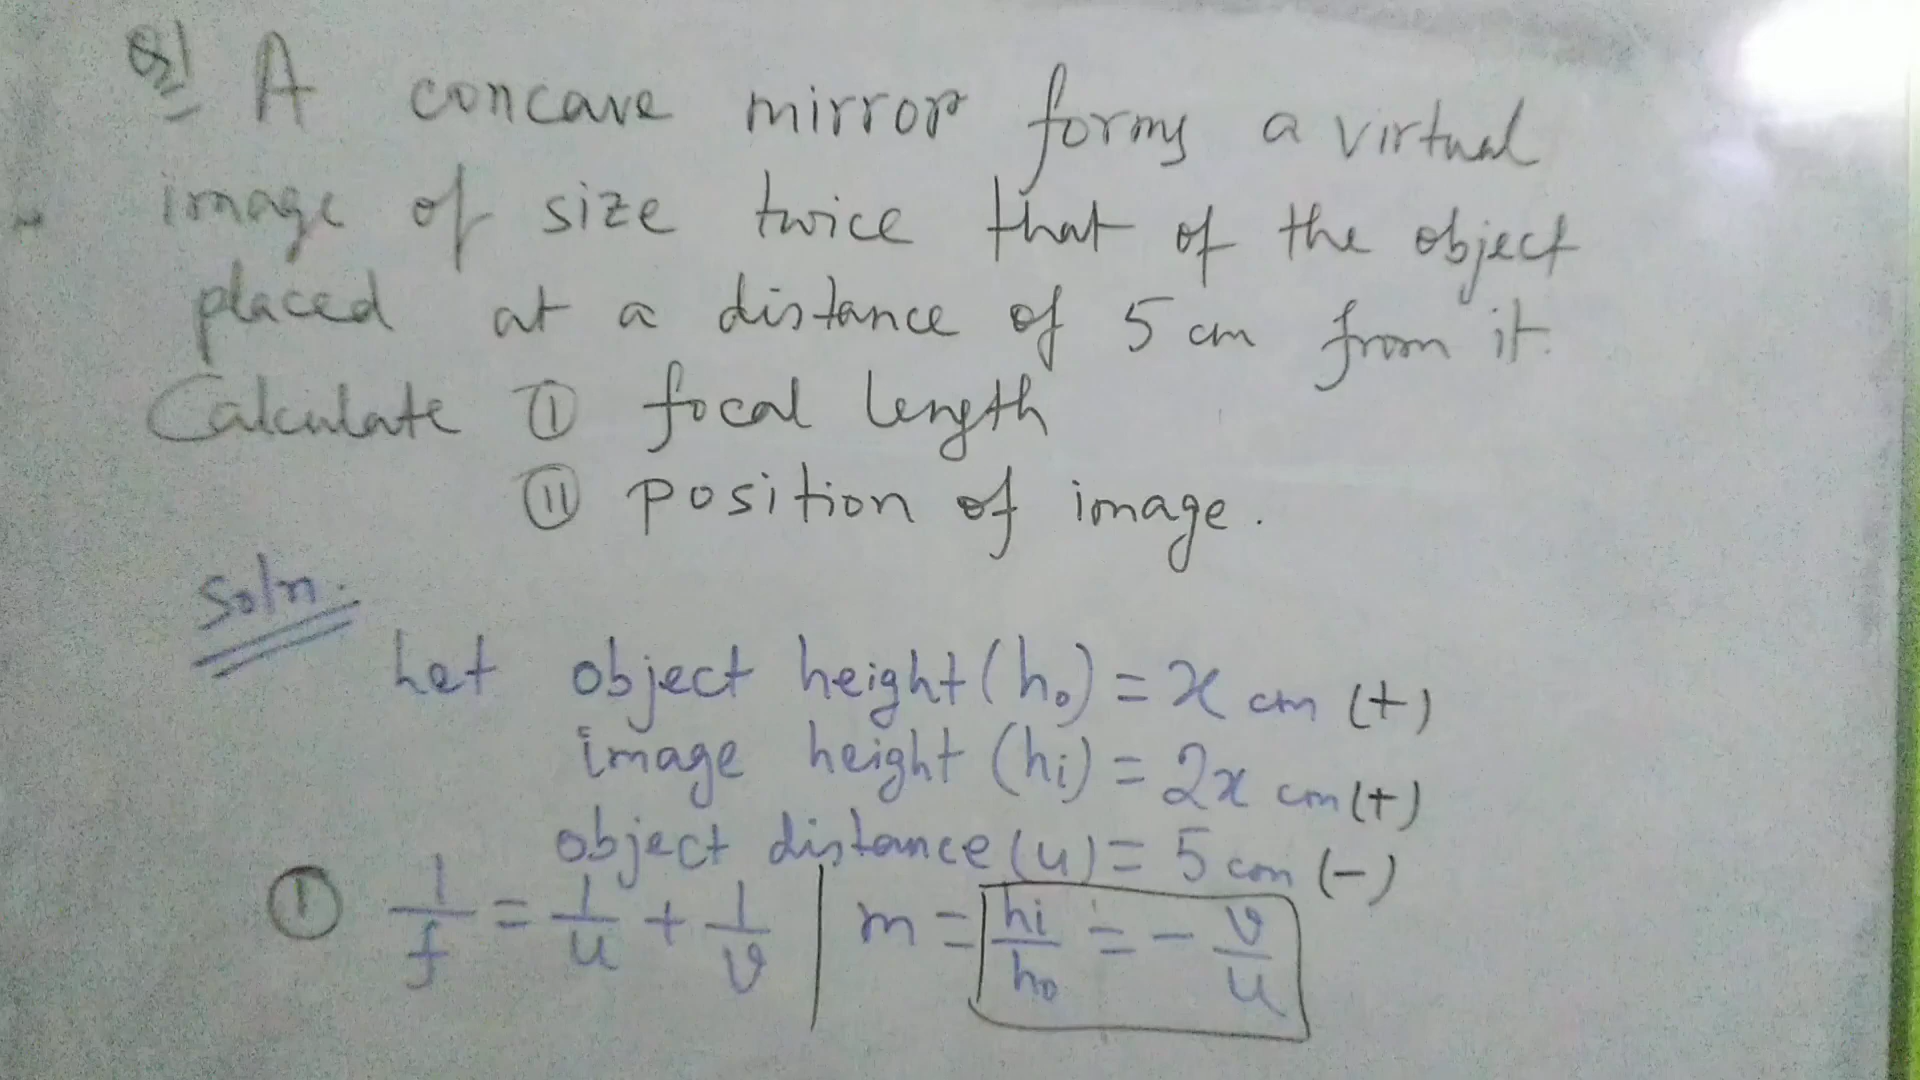 Q1 A concave mirror forms a virtual
image of size twice that of the object
placed at a distance of 5 cm from it.
Calculate ① focal length
⑪ position of image.
Soln.
Let object height (h₀) = x cm (+)
image height (hi) = 2x cm (+)
object distance (u) = 5 cm (-)
① 1/f = 1/u + 1/v | m = hi/h₀ = - v/u